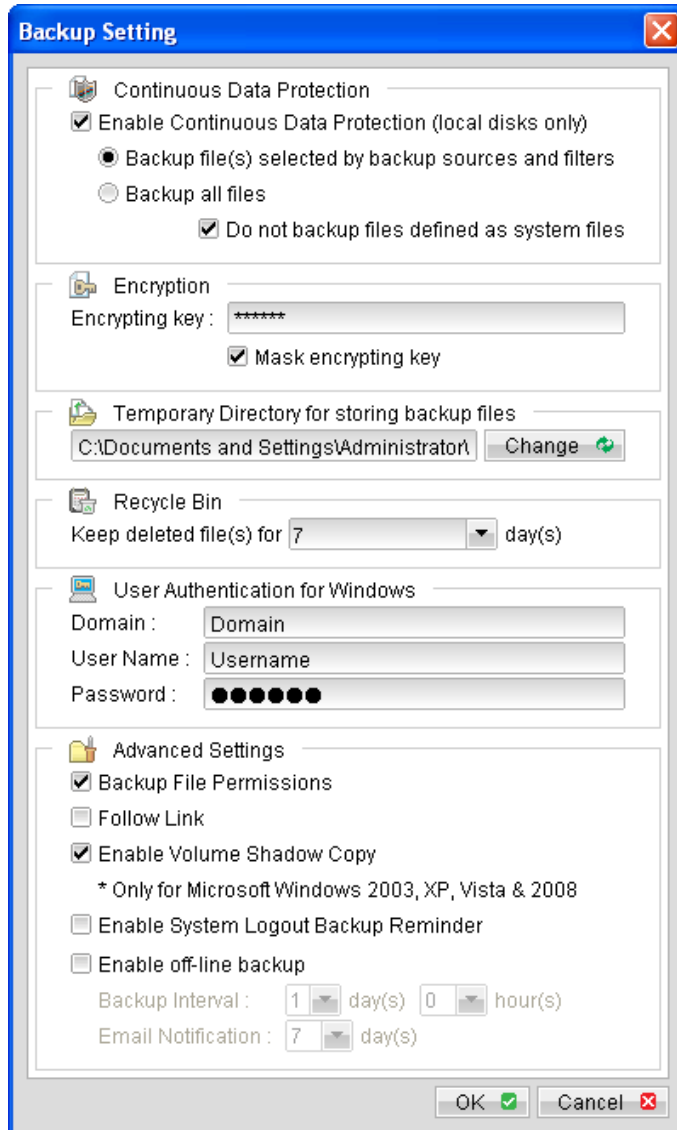 Backup Setting
Continuous Data Protection
Enable Continuous Data Protection (local disks only)
Backup file(s) selected by backup sources and filters
Backup all files
Do not backup files defined as system files
Encryption
Encrypting key : ******
Mask encrypting key
Temporary Directory for storing backup files
C:\Documents and Settings\Administrator\ Change
Recycle Bin
Keep deleted file(s) for 7 day(s)
User Authentication for Windows
Domain : Domain
User Name : Username
Password : ●●●●●●
Advanced Settings
Backup File Permissions
Follow Link
Enable Volume Shadow Copy
* Only for Microsoft Windows 2003, XP, Vista & 2008
Enable System Logout Backup Reminder
Enable off-line backup
Backup Interval : 1 day(s) 0 hour(s)
Email Notification : 7 day(s)
OK Cancel